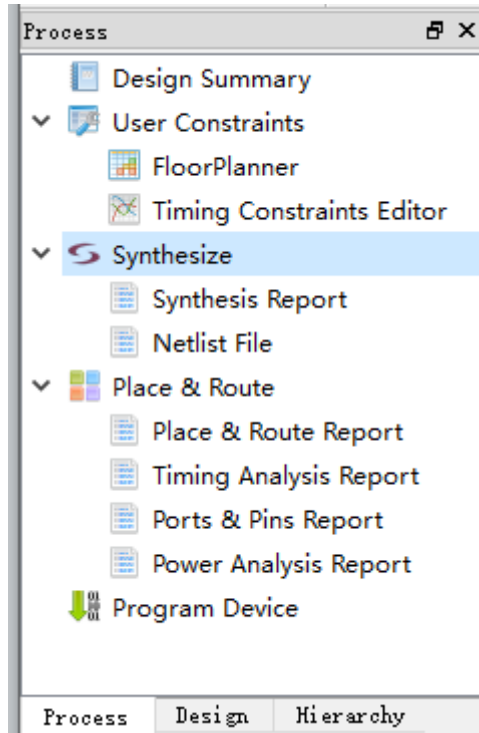 Process
Design Summary
User Constraints
FloorPlanner
Timing Constraints Editor
Synthesize
Synthesis Report
Netlist File
Place & Route
Place & Route Report
Timing Analysis Report
Ports & Pins Report
Power Analysis Report
Program Device
Process Design Hierarchy